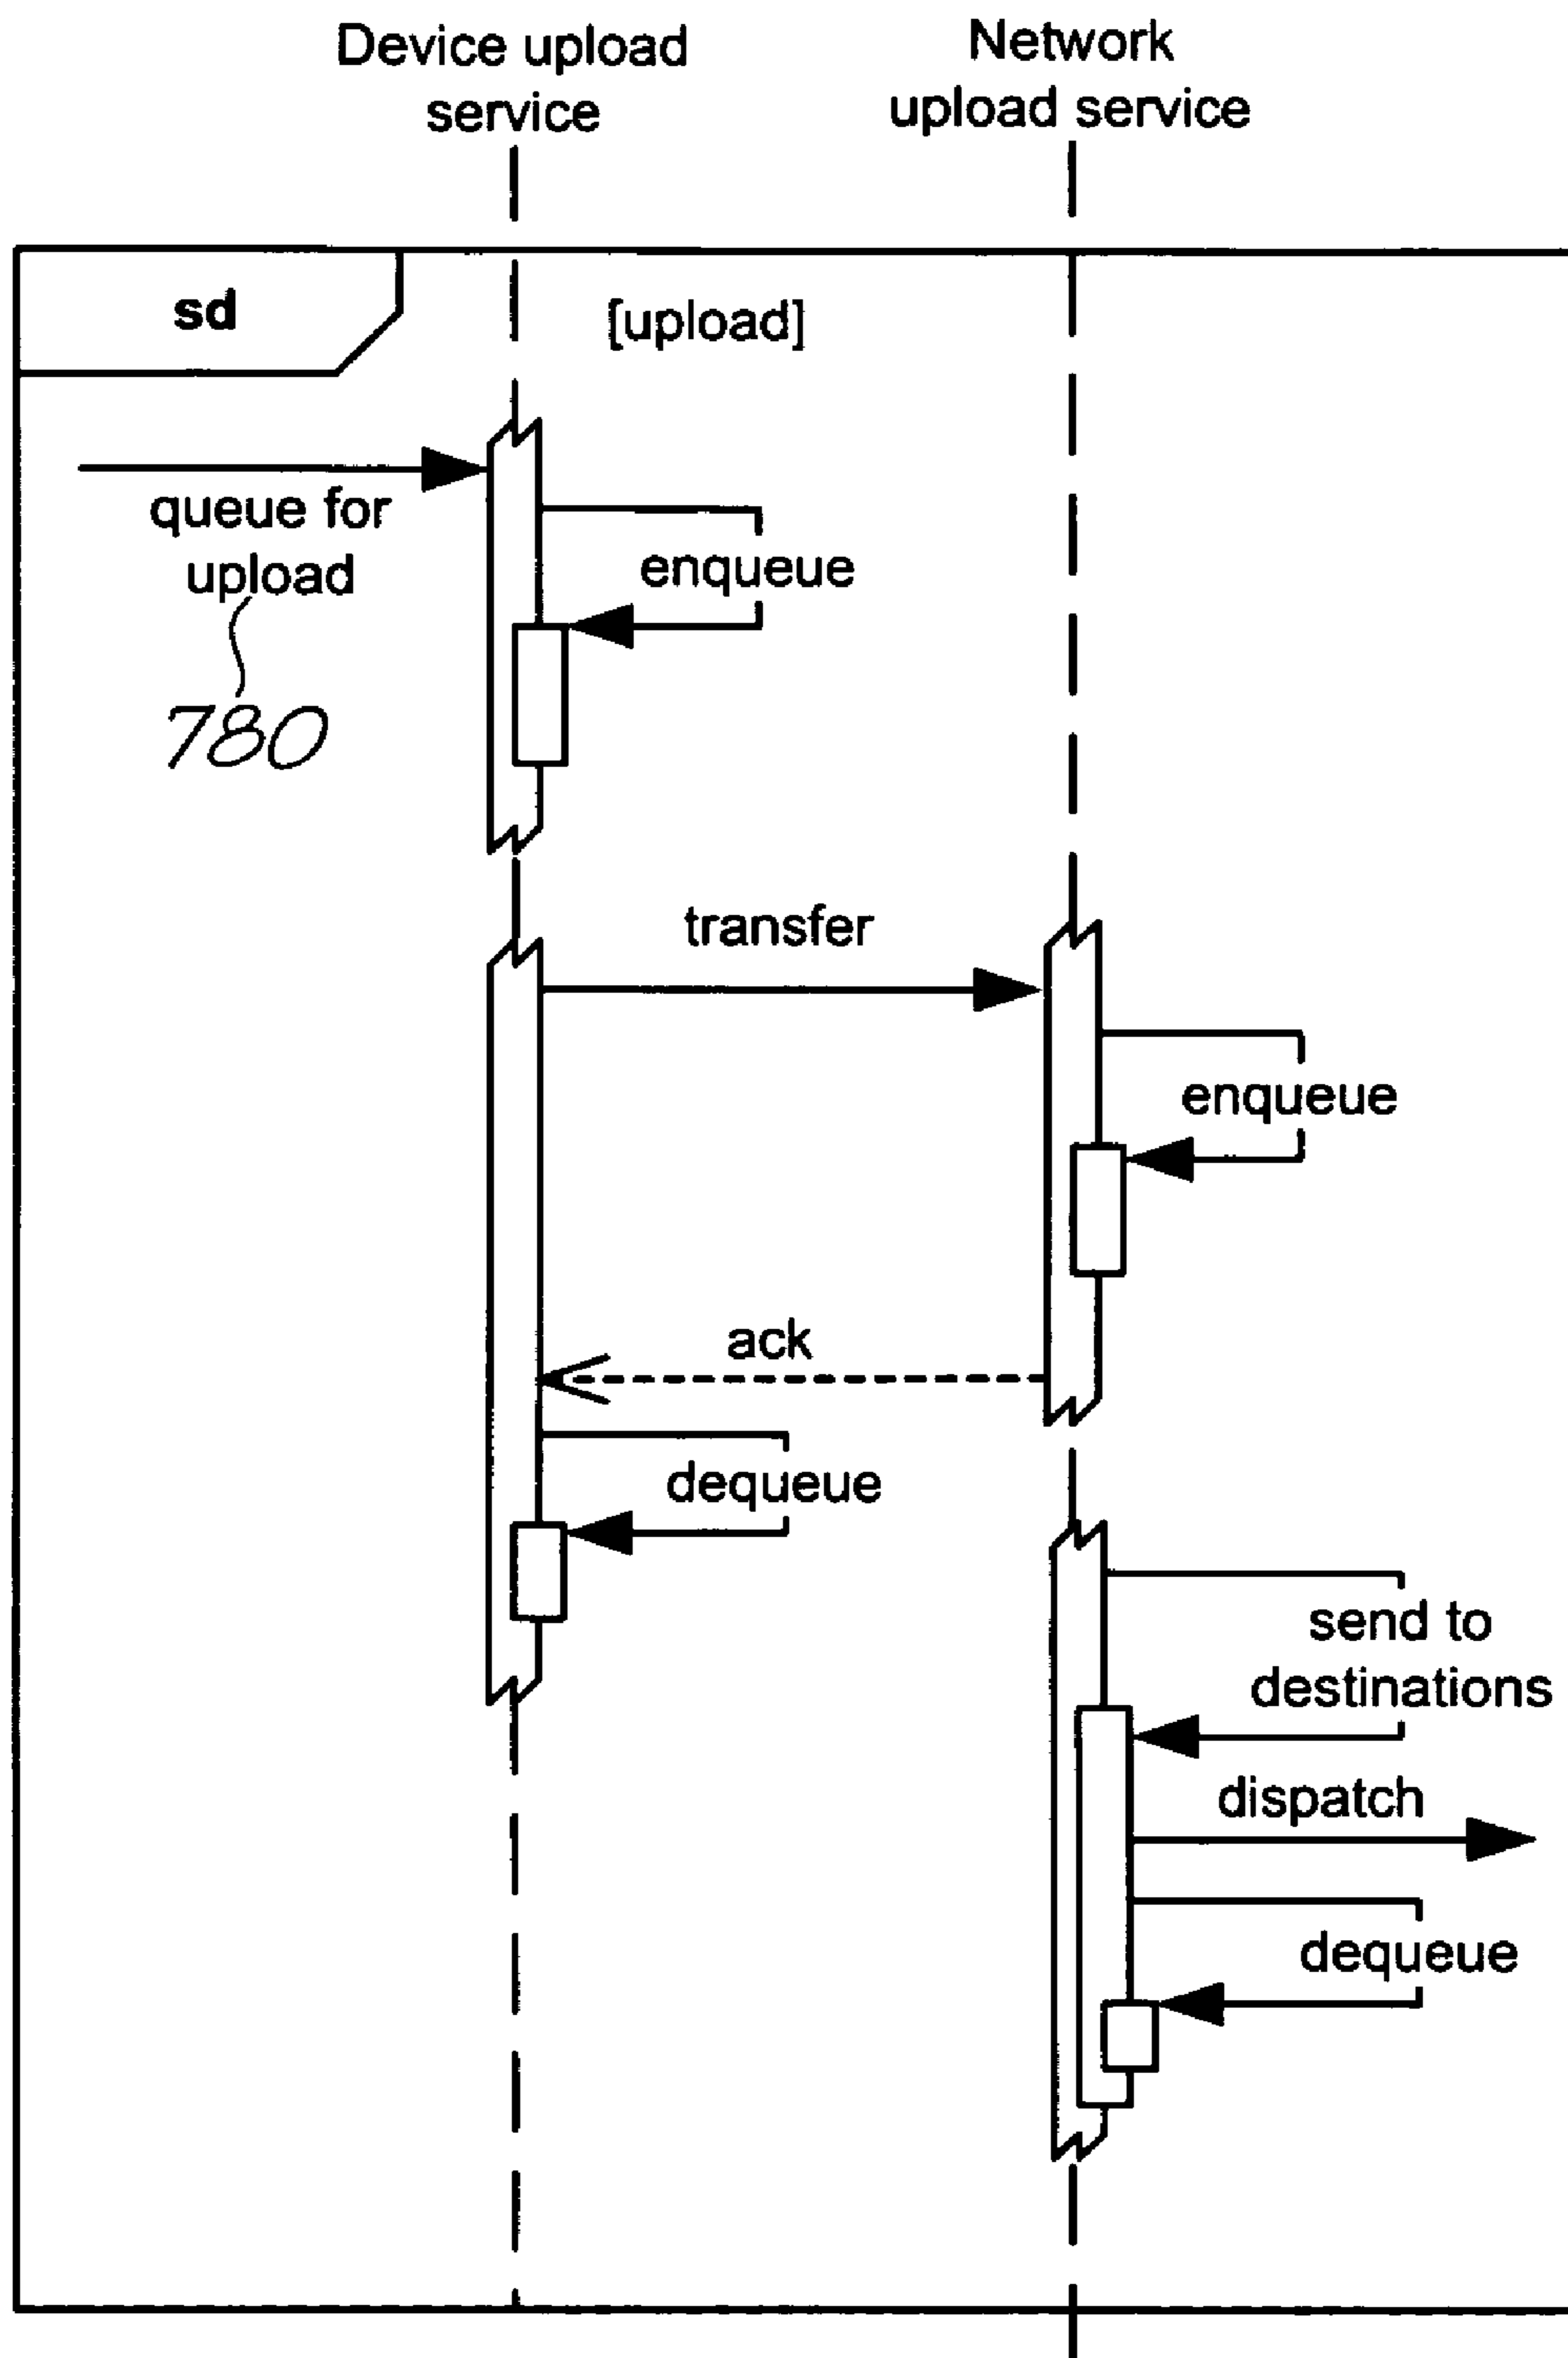 Device upload
service
Network
upload service
sd
[upload]
queue for
upload
780
enqueue
transfer
enqueue
ack
dequeue
send to
destinations
dispatch
dequeue